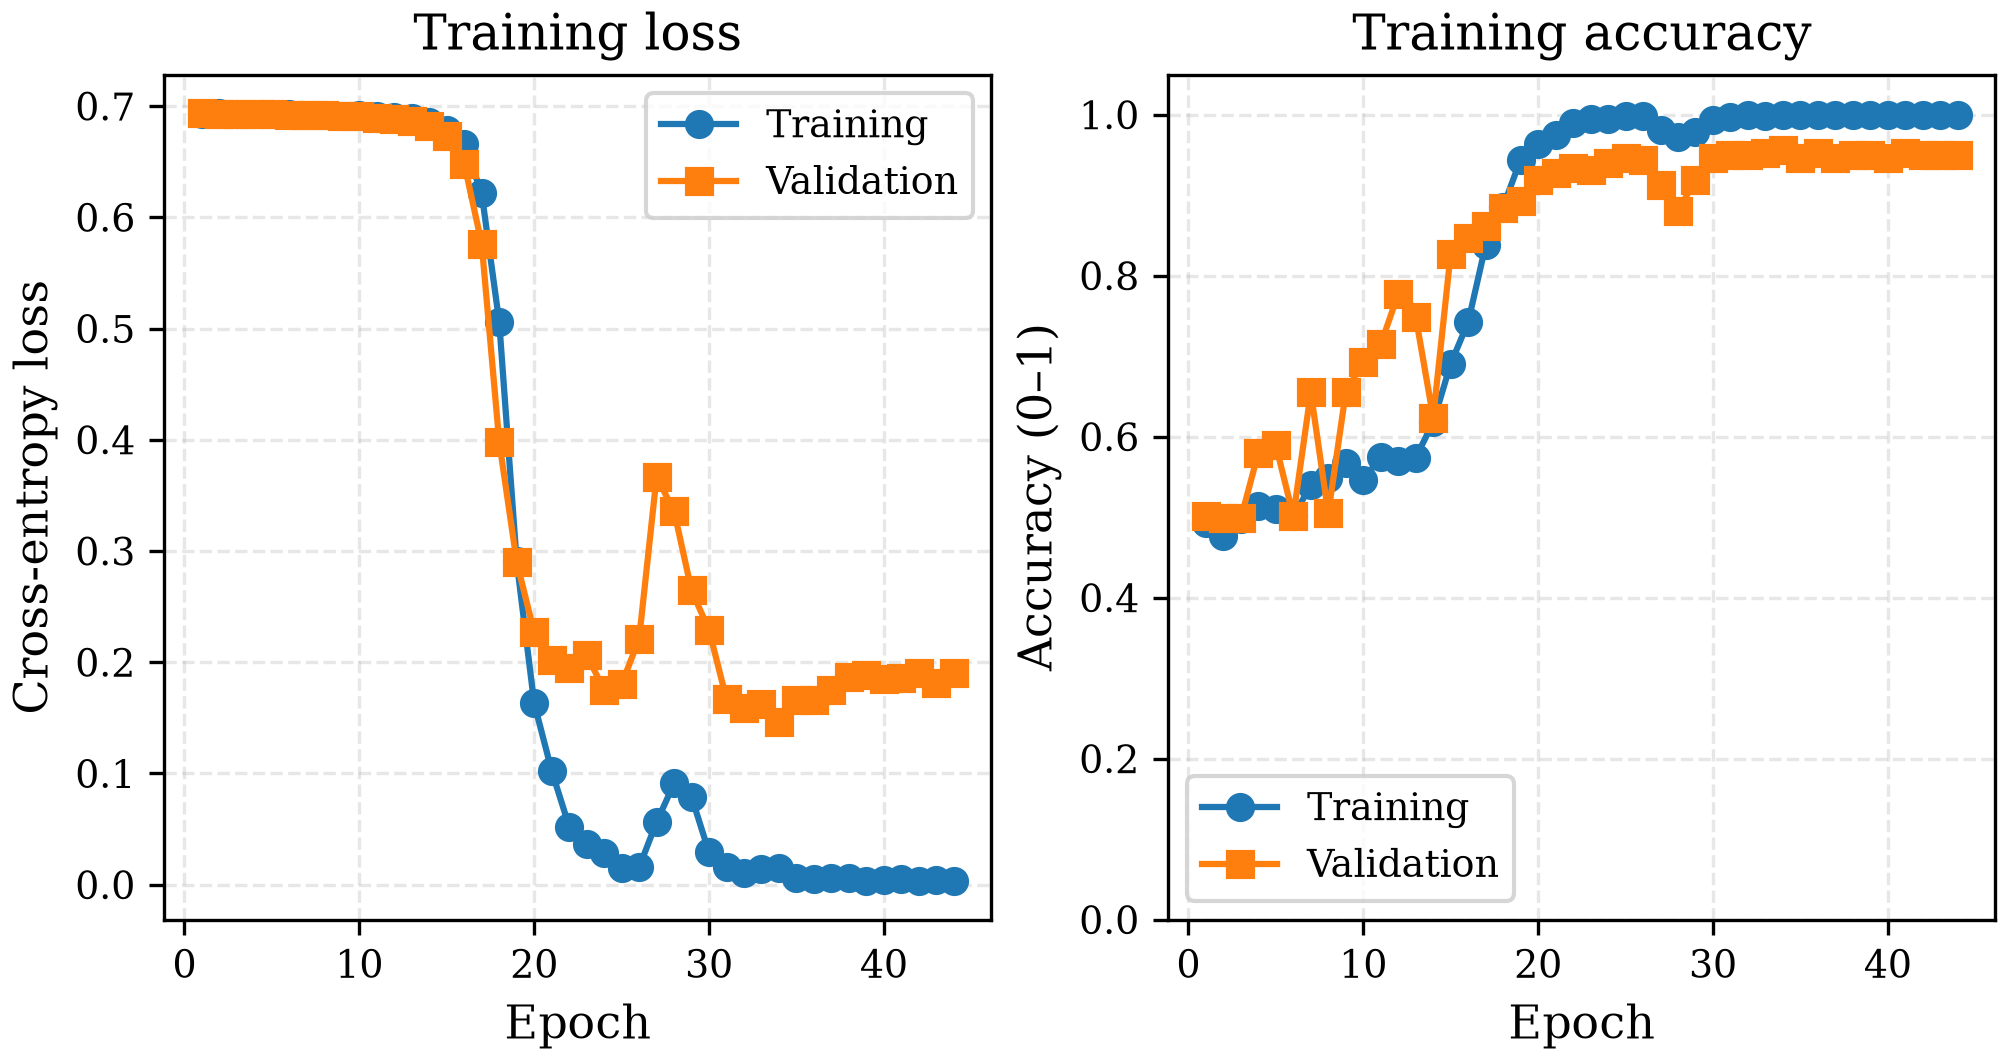 Training loss
Cross-entropy loss
0.7
0.6
0.5
0.4
0.3
0.2
0.1
0.0
0 10 20 30 40
Epoch
Training
Validation
Training accuracy
Accuracy (0–1)
1.0
0.8
0.6
0.4
0.2
0.0
0 10 20 30 40
Epoch
Training
Validation